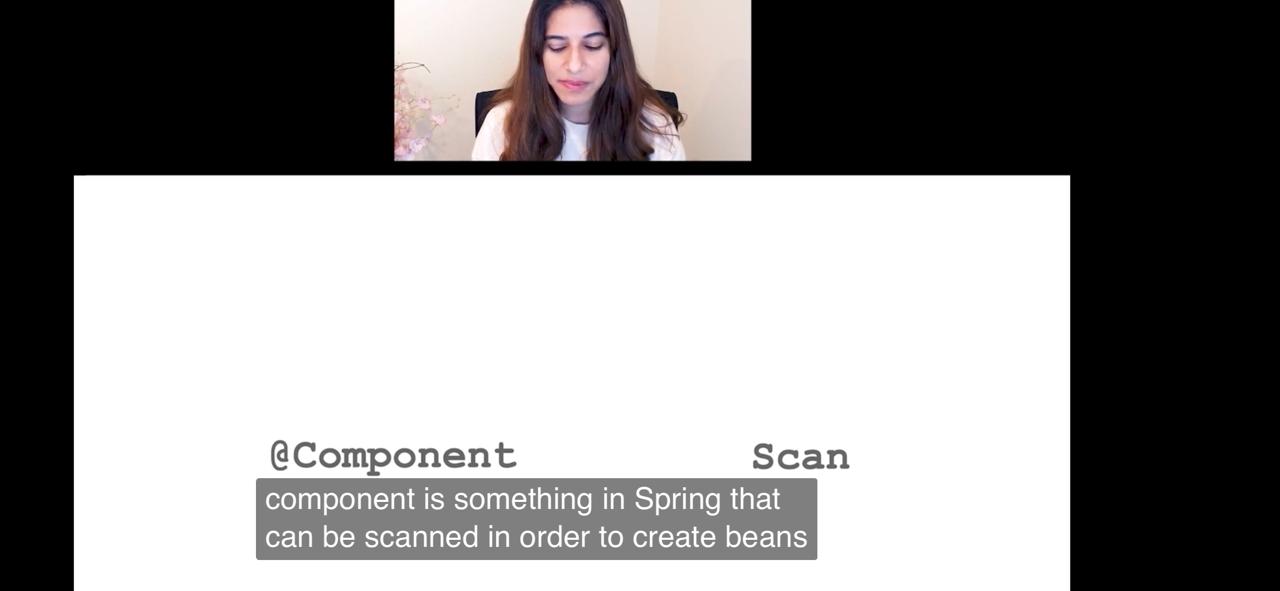 @Component Scan
component is something in Spring that
can be scanned in order to create beans